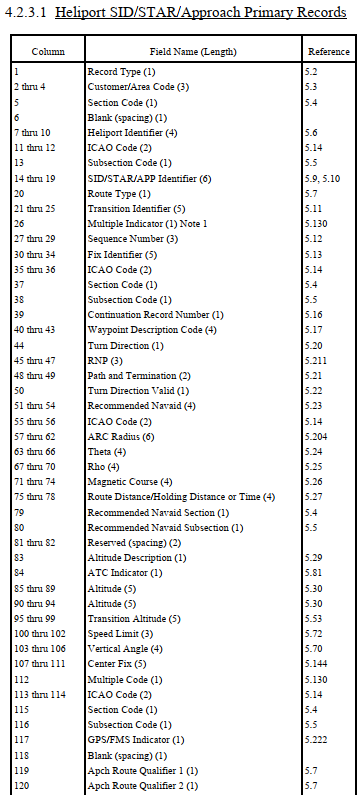 4.2.3.1 Heliport SID/STAR/Approach Primary Records
Column Field Name (Length) Reference
1 Record Type (1) 5.2
2 thru 4 Customer/Area Code (3) 5.3
5 Section Code (1) 5.4
6 Blank (spacing) (1)
7 thru 10 Heliport Identifier (4) 5.6
11 thru 12 ICAO Code (2) 5.14
13 Subsection Code (1) 5.5
14 thru 19 SID/STAR/APP Identifier (6) 5.9, 5.10
20 Route Type (1) 5.7
21 thru 25 Transition Identifier (5) 5.11
26 Multiple Indicator (1) Note 1 5.130
27 thru 29 Sequence Number (3) 5.12
30 thru 34 Fix Identifier (5) 5.13
35 thru 36 ICAO Code (2) 5.14
37 Section Code (1) 5.4
38 Subsection Code (1) 5.5
39 Continuation Record Number (1) 5.16
40 thru 43 Waypoint Description Code (4) 5.17
44 Turn Direction (1) 5.20
45 thru 47 RNP (3) 5.211
48 thru 49 Path and Termination (2) 5.21
50 Turn Direction Valid (1) 5.22
51 thru 54 Recommended Navaid (4) 5.23
55 thru 56 ICAO Code (2) 5.14
57 thru 62 ARC Radius (6) 5.204
63 thru 66 Theta (4) 5.24
67 thru 70 Rho (4) 5.25
71 thru 74 Magnetic Course (4) 5.26
75 thru 78 Route Distance/Holding Distance or Time (4) 5.27
79 Recommended Navaid Section (1) 5.4
80 Recommended Navaid Subsection (1) 5.5
81 thru 82 Reserved (spacing) (2)
83 Altitude Description (1) 5.29
84 ATC Indicator (1) 5.81
85 thru 89 Altitude (5) 5.30
90 thru 94 Altitude (5) 5.30
95 thru 99 Transition Altitude (5) 5.53
100 thru 102 Speed Limit (3) 5.72
103 thru 106 Vertical Angle (4) 5.70
107 thru 111 Center Fix (5) 5.144
112 Multiple Code (1) 5.130
113 thru 114 ICAO Code (2) 5.14
115 Section Code (1) 5.4
116 Subsection Code (1) 5.5
117 GPS/FMS Indicator (1) 5.222
118 Blank (spacing) (1)
119 Apch Route Qualifier 1 (1) 5.7
120 Apch Route Qualifier 2 (1) 5.7